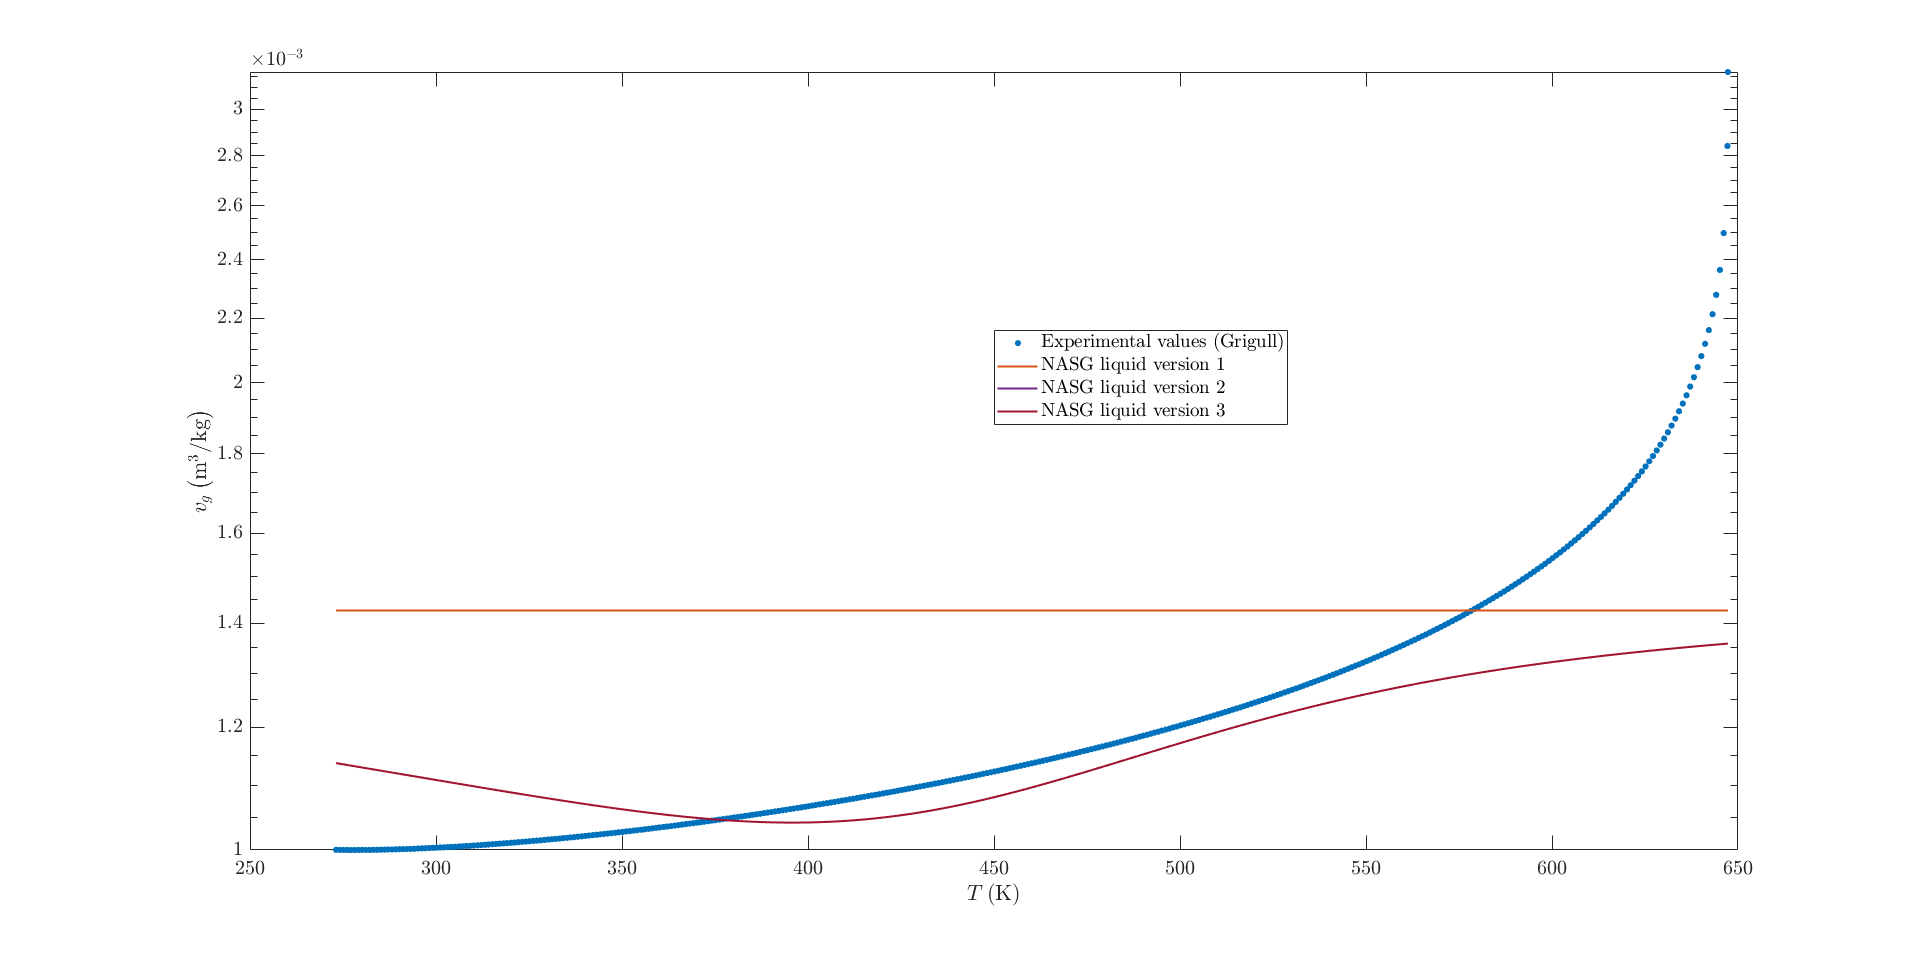 ×10⁻³
3
2.8
2.6
2.4
2.2
2
1.8
1.6
1.4
1.2
1
v_g (m³/kg)
Experimental values (Grigull)
NASG liquid version 1
NASG liquid version 2
NASG liquid version 3
250 300 350 400 450 500 550 600 650
T (K)